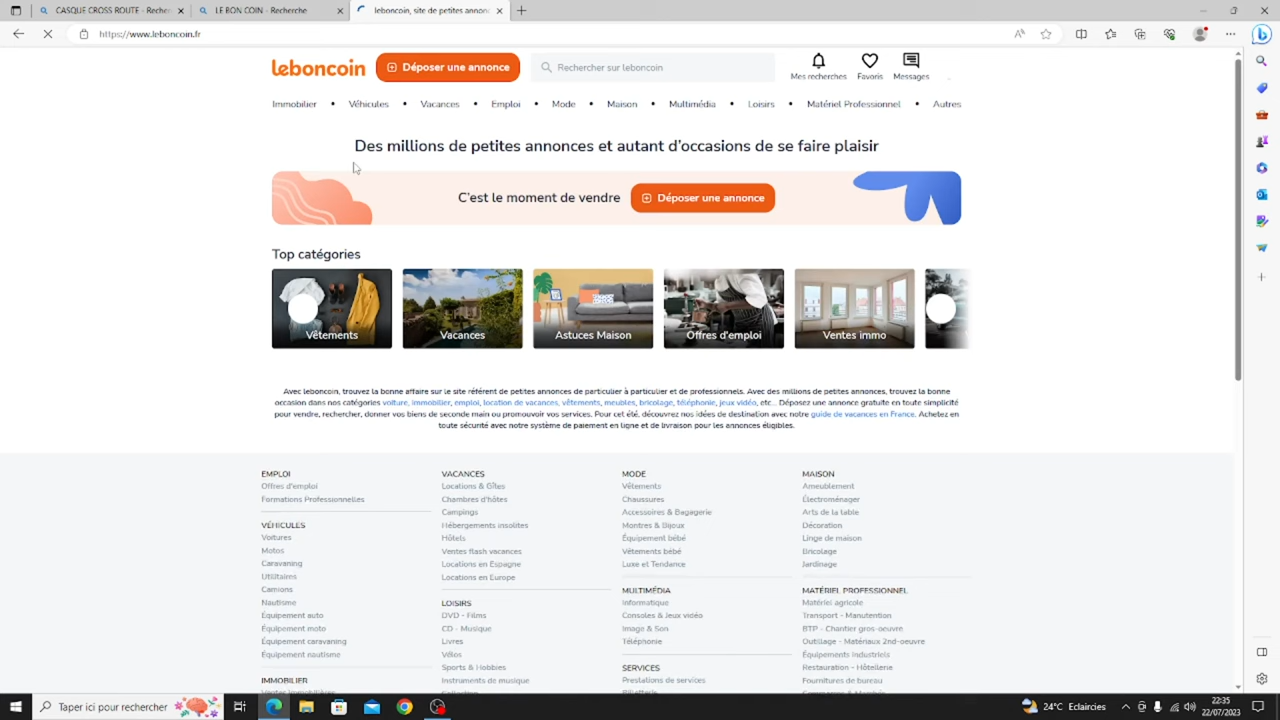 CASQUE CROSS ROUTE - Recher
LE BON COIN - Recherche
leboncoin, site de petites annonc
https://www.leboncoin.fr
leboncoin
Déposer une annonce
Rechercher sur leboncoin
Mes recherches
Favoris
Messages
Immobilier • Véhicules • Vacances • Emploi • Mode • Maison • Multimédia • Loisirs • Matériel Professionnel • Autres
Des millions de petites annonces et autant d'occasions de se faire plaisir
C'est le moment de vendre
Déposer une annonce
Top catégories
Vêtements
Vacances
Astuces Maison
Offres d'emploi
Ventes immo
Avec leboncoin, trouvez la bonne affaire sur le site référent de petites annonces de particulier à particulier et de professionnels. Avec des millions de petites annonces, trouvez la bonne
occasion dans nos catégories voiture, immobilier, emploi, location de vacances, vêtements, meubles, bricolage, téléphonie, jeux vidéo, etc... Déposez une annonce gratuite en toute simplicité
pour vendre, rechercher, donner vos biens de seconde main ou promouvoir vos services. Pour cet été, découvrez nos idées de destination avec notre guide de vacances en France. Achetez en
toute sécurité avec notre système de paiement en ligne et de livraison pour les annonces éligibles.
EMPLOI
Offres d'emploi
Formations Professionnelles
VÉHICULES
Voitures
Motos
Caravaning
Utilitaires
Camions
Nautisme
Équipement auto
Équipement moto
Équipement caravaning
Équipement nautisme
IMMOBILIER
Ventes immobilières
VACANCES
Locations & Gîtes
Chambres d'hôtes
Campings
Hébergements insolites
Hôtels
Ventes flash vacances
Locations en Espagne
Locations en Europe
LOISIRS
DVD - Films
CD - Musique
Livres
Vélos
Sports & Hobbies
Instruments de musique
Collection
MODE
Vêtements
Chaussures
Accessoires & Bagagerie
Montres & Bijoux
Équipement bébé
Vêtements bébé
Luxe et Tendance
MULTIMÉDIA
Informatique
Consoles & Jeux vidéo
Image & Son
Téléphonie
SERVICES
Prestations de services
Billetterie
MAISON
Ameublement
Électroménager
Arts de la table
Décoration
Linge de maison
Bricolage
Jardinage
MATÉRIEL PROFESSIONNEL
Matériel agricole
Transport - Manutention
BTP - Chantier gros-oeuvre
Outillage - Matériaux 2nd-oeuvre
Équipements Industriels
Restauration - Hôtellerie
Fournitures de bureau
Commerces & Marchés
Taper ici pour rechercher
24°C Eclaircies
22:35
22/07/2023